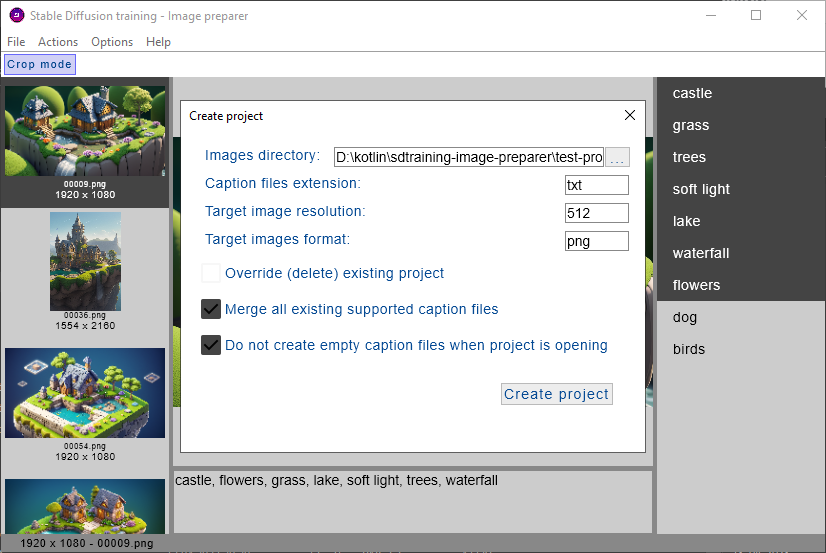 Stable Diffusion training - Image preparer
File Actions Options Help
Crop mode
00009.png
1920 x 1080
00036.png
1554 x 2160
00054.png
1920 x 1080
Create project
Images directory: D:\kotlin\sdtraining-image-preparer\test-pro ...
Caption files extension: txt
Target image resolution: 512
Target images format: png
Override (delete) existing project
Merge all existing supported caption files
Do not create empty caption files when project is opening
Create project
castle
grass
trees
soft light
lake
waterfall
flowers
dog
birds
castle, flowers, grass, lake, soft light, trees, waterfall
1920 x 1080 - 00009.png